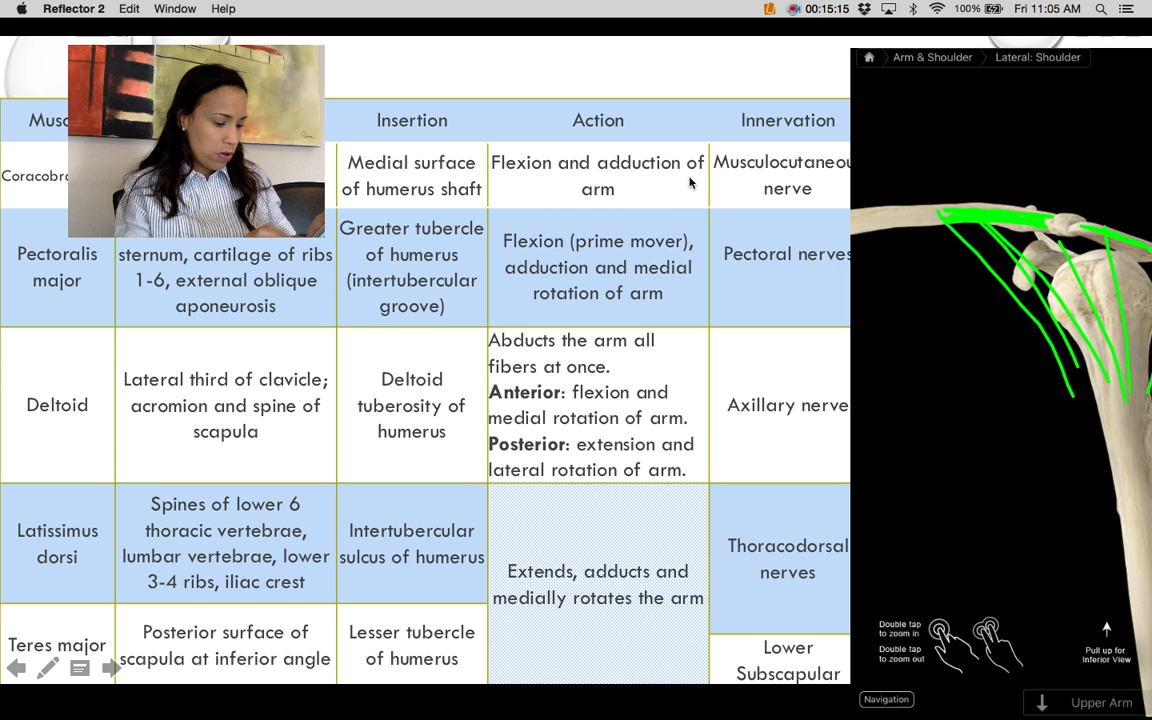 Reflector 2 Edit Window Help 00:15:15 100% Fri 11:05 AM
Arm & Shoulder Lateral: Shoulder
Insertion Action Innervation
Medial surface
of humerus shaft
Flexion and adduction of
arm
nerve
Pectoralis
major
sternum, cartilage of ribs
1-6, external oblique
aponeurosis
Greater tubercle
of humerus
(intertubercular
groove)
Flexion (prime mover),
adduction and medial
rotation of arm
Pectoral nerves
Deltoid
Lateral third of clavicle;
acromion and spine of
scapula
Deltoid
tuberosity of
humerus
Abducts the arm all
fibers at once.
Anterior: flexion and
medial rotation of arm.
Posterior: extension and
lateral rotation of arm.
Axillary nerve
Latissimus
dorsi
Spines of lower 6
thoracic vertebrae,
lumbar vertebrae, lower
3-4 ribs, iliac crest
Intertubercular
sulcus of humerus
Extends, adducts and
medially rotates the arm
Thoracodorsal
nerves
Teres major
Posterior surface of
scapula at inferior angle
Lesser tubercle
of humerus
Lower
Subscapular
Double tap
to zoom in
Double tap
to zoom out
Pull up for
Inferior View
Navigation
Upper Arm